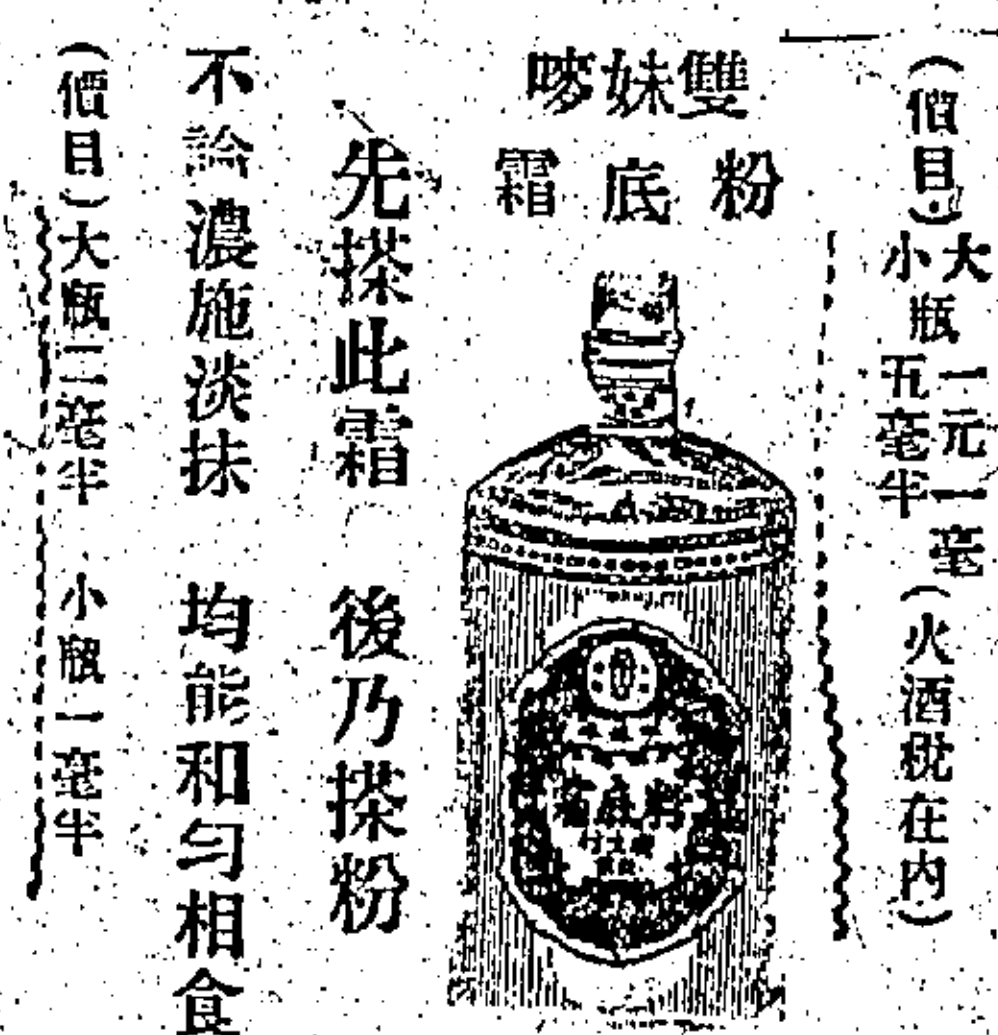 (價目)大小瓶一元一毫五毫半(火酒稅在內)
雙妹嘜
粉底霜
先搽此霜 後乃搽粉
不論濃施淡抹 均能和勻相食
(價目)大瓶二毫半 小瓶一毫半